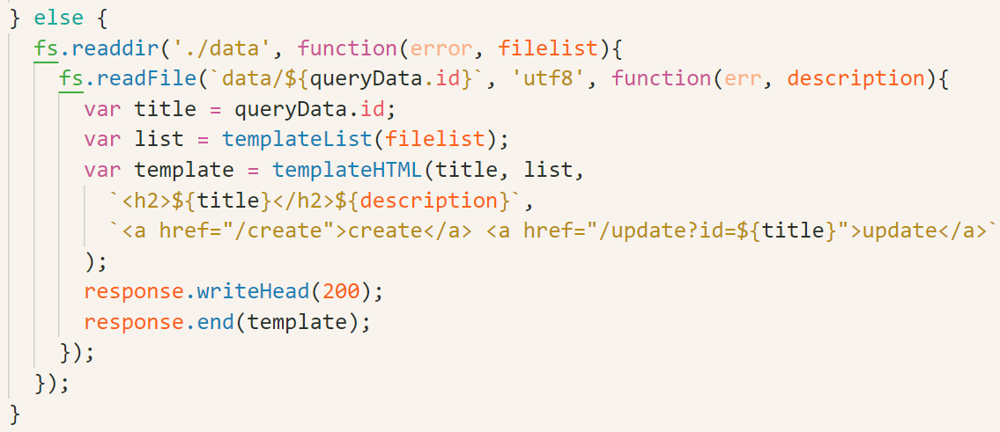 } else {
fs.readdir('./data', function(error, filelist){
fs.readFile(`data/${queryData.id}`, 'utf8', function(err, description){
var title = queryData.id;
var list = templateList(filelist);
var template = templateHTML(title, list,
`<h2>${title}</h2>${description}`,
`<a href="/create">create</a> <a href="/update?id=${title}">update</a>`
);
response.writeHead(200);
response.end(template);
});
});
}